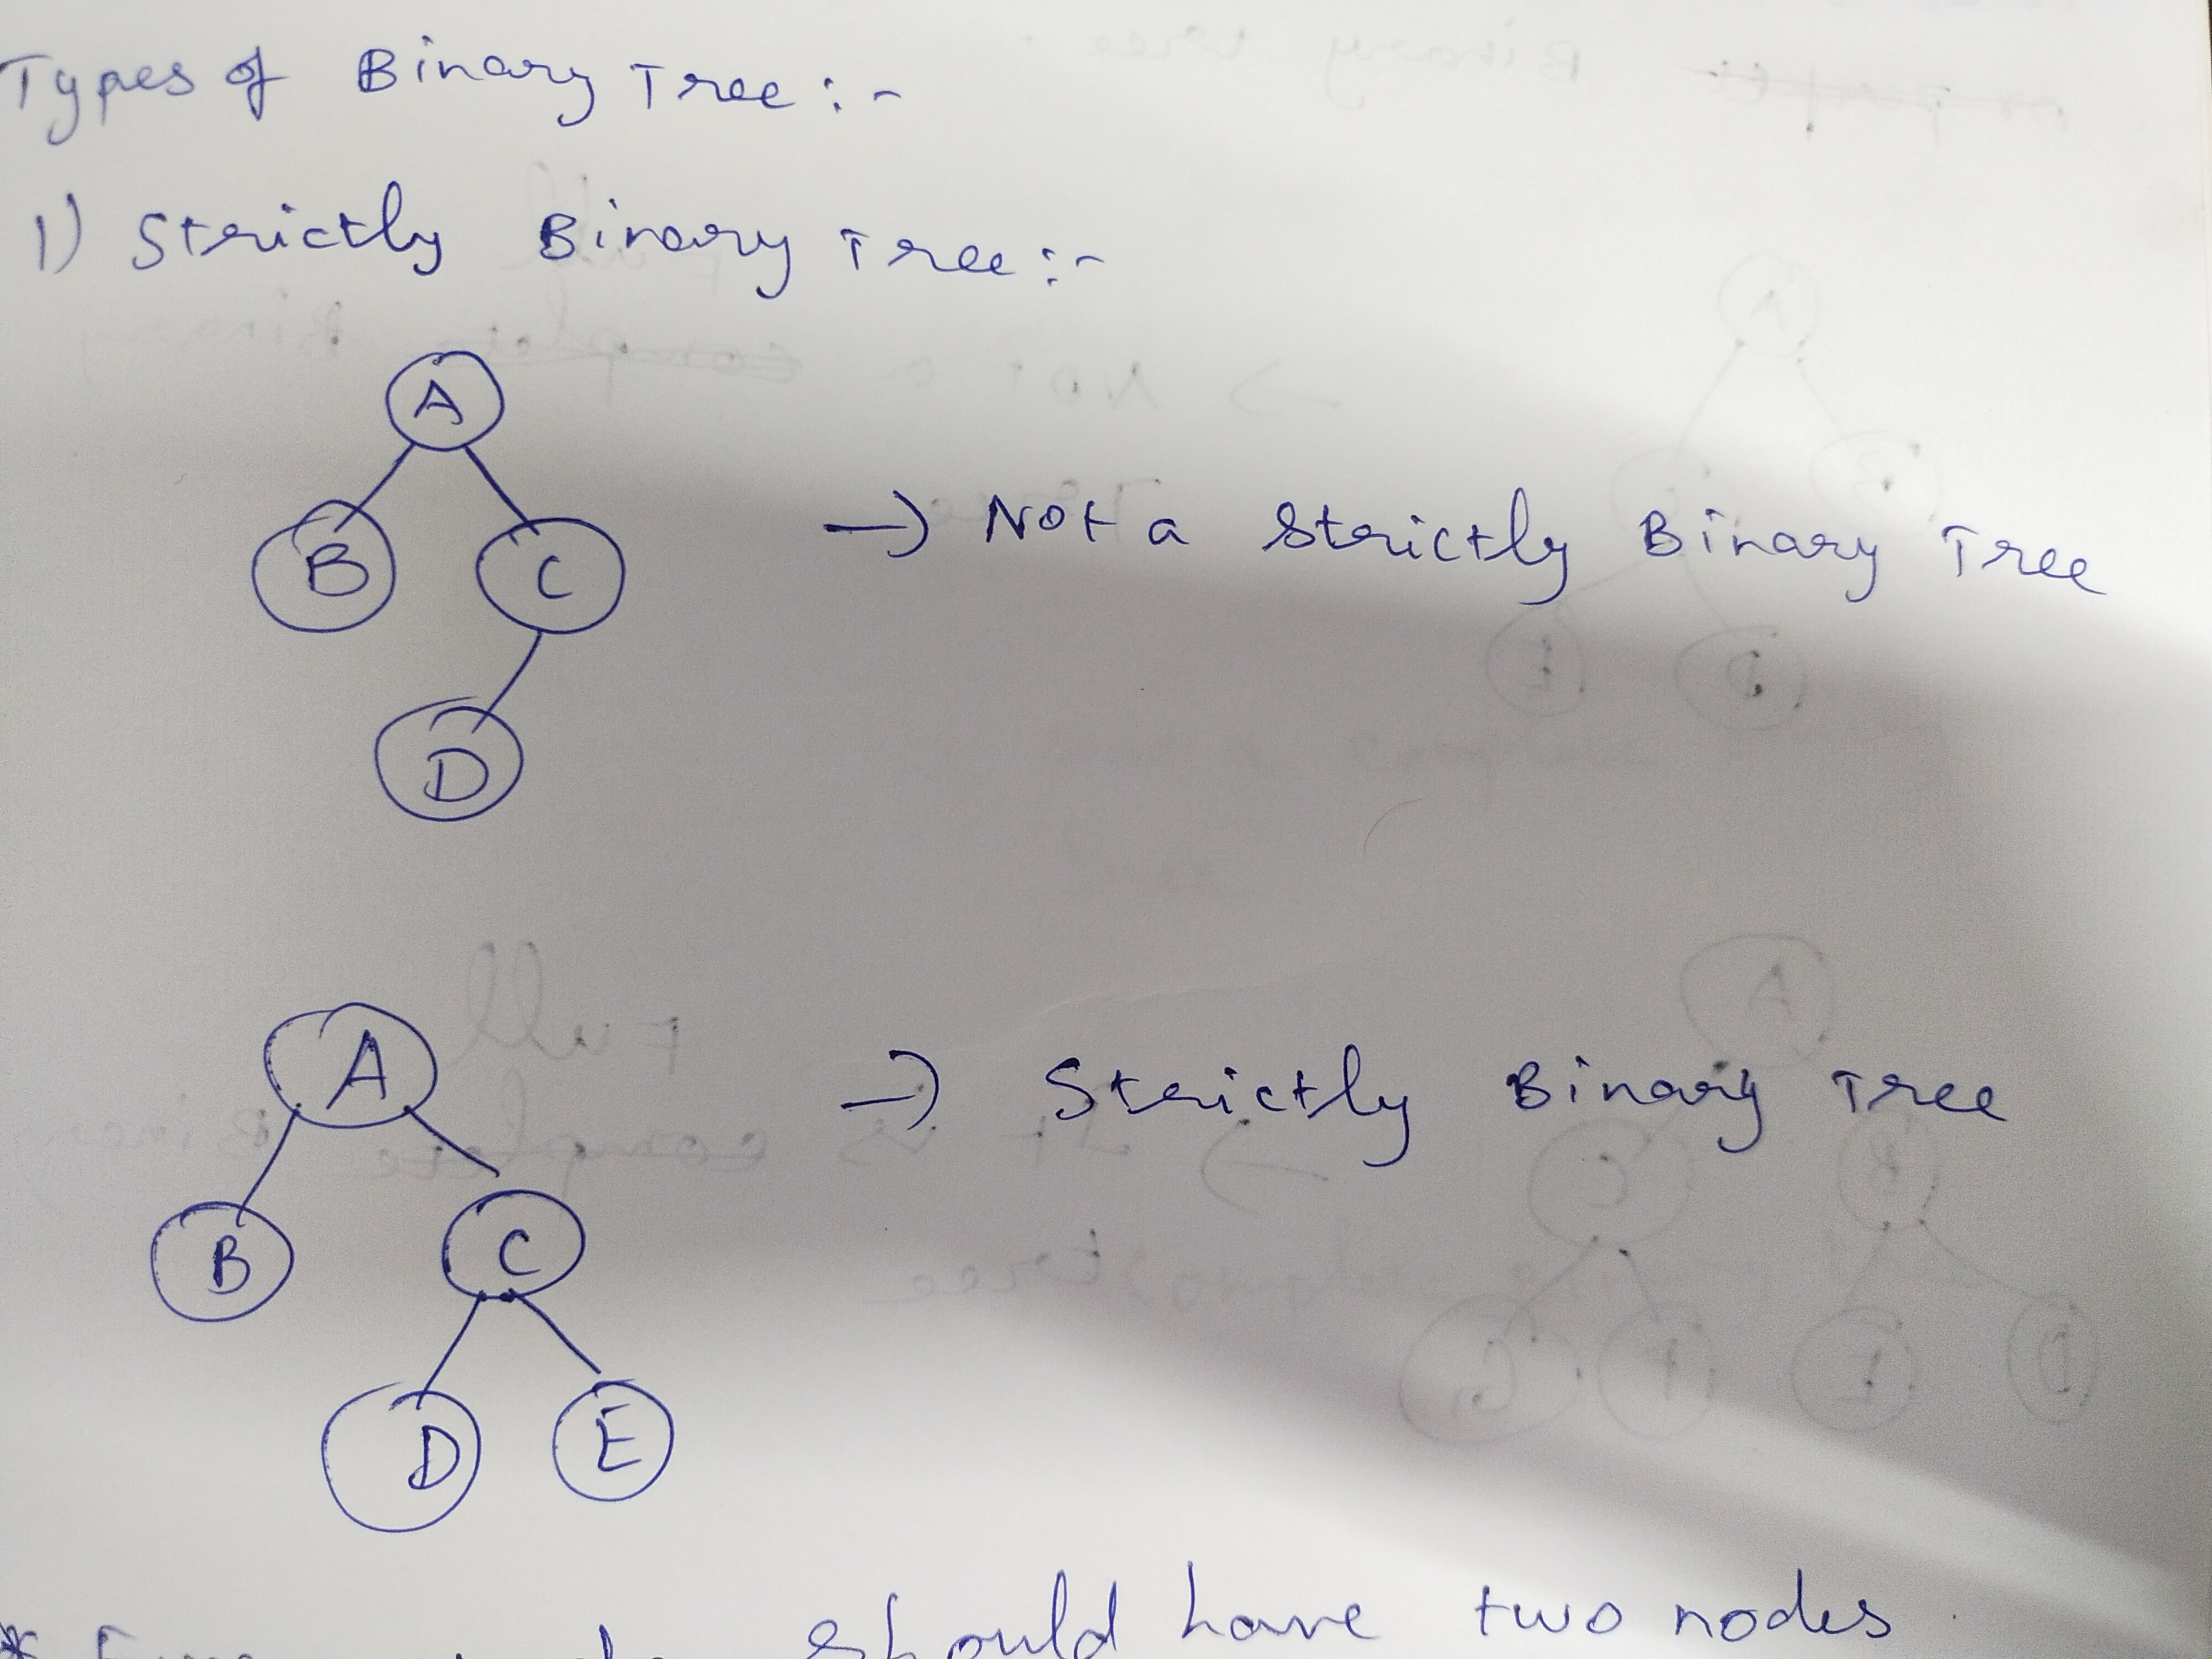 Types of Binary Tree :-
1) Strictly Binary Tree :-
A
B
C
D
→ Not a strictly Binary Tree
A
B
C
D
E
→ Strictly Binary Tree
* should have two nodes